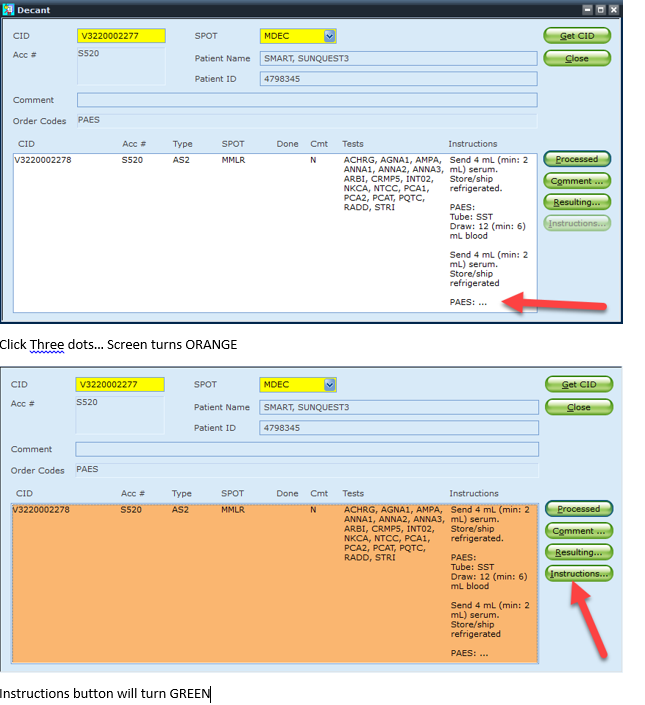 Decant
CID V3220002277 SPOT MDEC Get CID
Acc # S520 Patient Name SMART, SUNQUEST3 Close
Patient ID 4798345
Comment
Order Codes PAES
CID Acc # Type SPOT Done Cmt Tests Instructions
V3220002278 S520 AS2 MMLR N ACHRG, AGNA1, AMPA, Send 4 mL (min: 2 Processed
ANNA1, ANNA2, ANNA3, mL) serum.
ARBI, CRMP5, INT02, Store/ship Comment ...
NKCA, NTCC, PCA1, refrigerated.
PCA2, PCAT, PQTC, Resulting...
RADD, STRI PAES:
Tube: SST Instructions...
Draw: 12 (min: 6)
mL blood
Send 4 mL (min: 2
mL) serum.
Store/ship
refrigerated
PAES: ...
Click Three dots... Screen turns ORANGE
CID V3220002277 SPOT MDEC Get CID
Acc # S520 Patient Name SMART, SUNQUEST3 Close
Patient ID 4798345
Comment
Order Codes PAES
CID Acc # Type SPOT Done Cmt Tests Instructions
V3220002278 S520 AS2 MMLR N ACHRG, AGNA1, AMPA, Send 4 mL (min: 2 Processed
ANNA1, ANNA2, ANNA3, mL) serum.
ARBI, CRMP5, INT02, Store/ship Comment ...
NKCA, NTCC, PCA1, refrigerated.
PCA2, PCAT, PQTC, Resulting...
RADD, STRI PAES:
Tube: SST Instructions...
Draw: 12 (min: 6)
mL blood
Send 4 mL (min: 2
mL) serum.
Store/ship
refrigerated
PAES: ...
Instructions button will turn GREEN